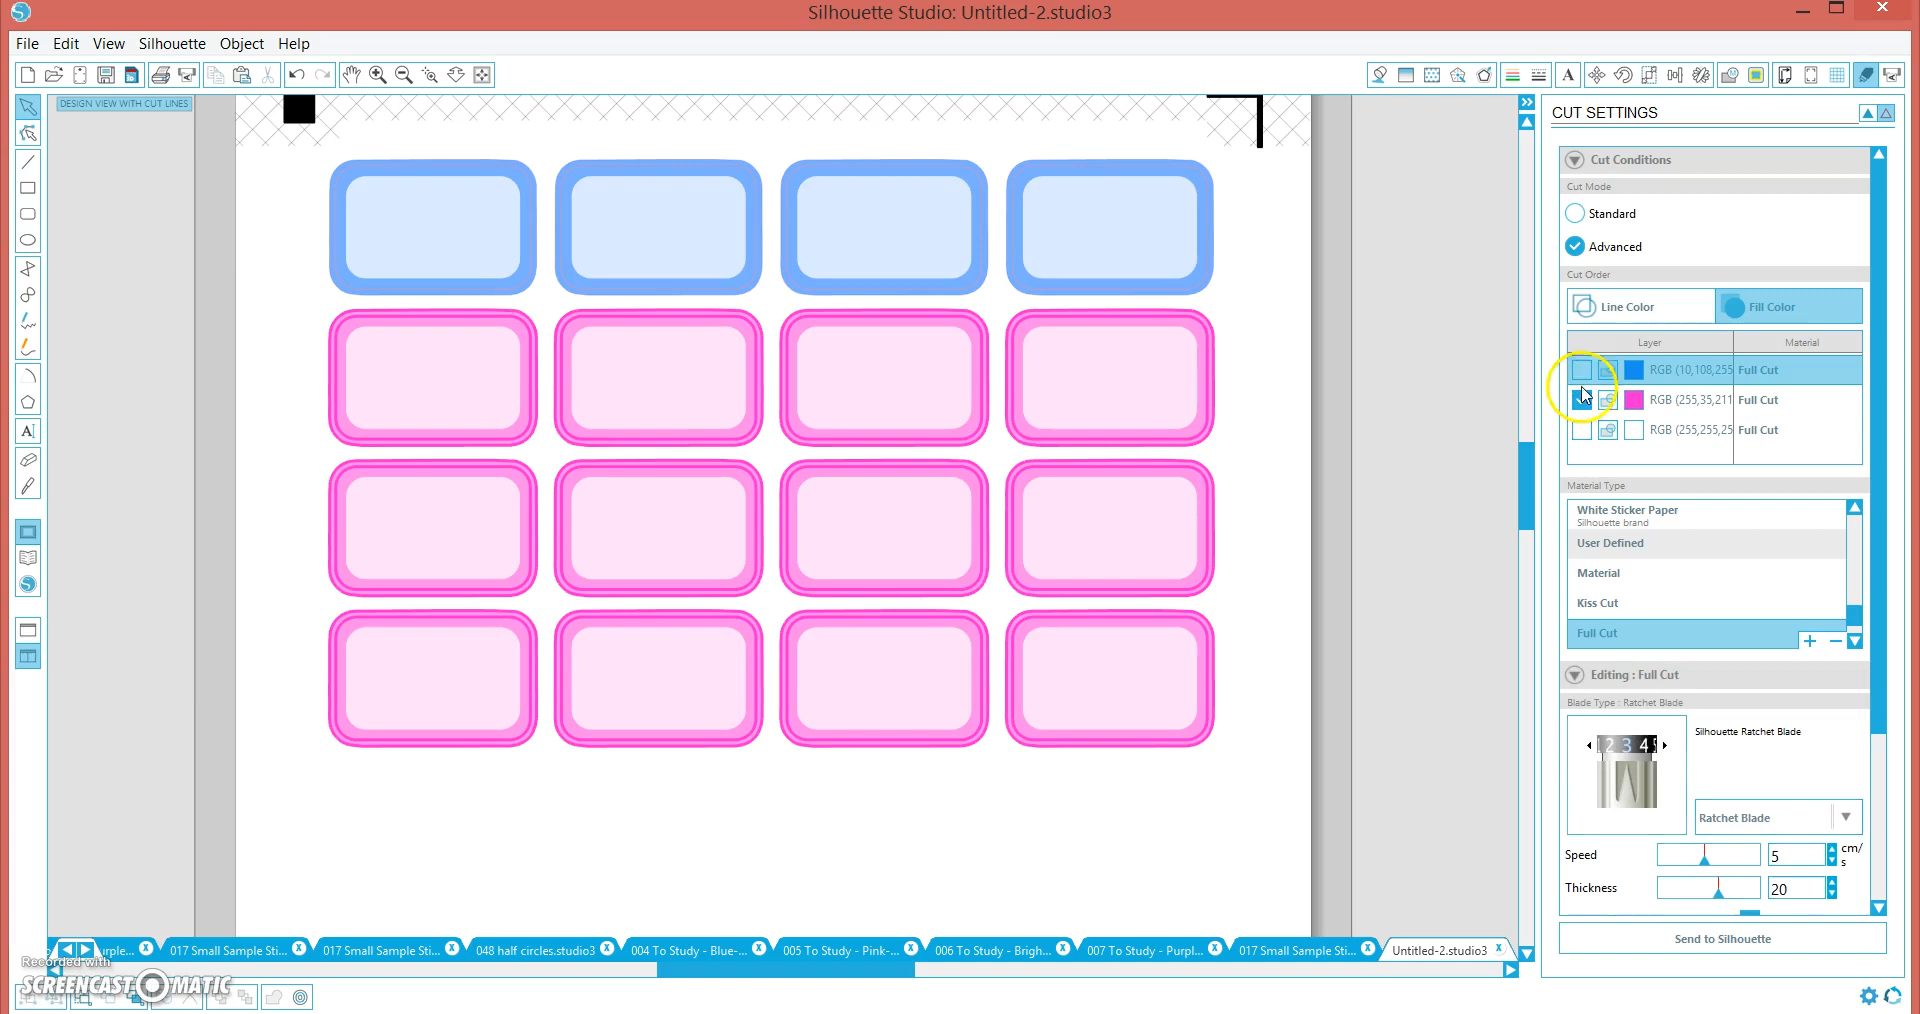 Silhouette Studio: Untitled-2.studio3
File Edit View Silhouette Object Help
DESIGN VIEW WITH CUT LINES
CUT SETTINGS
Cut Conditions
Cut Mode
Standard
Advanced
Cut Order
Line Color Fill Color
Layer Material
RGB (10,108,255 Full Cut
RGB (255,35,211 Full Cut
RGB (255,255,25 Full Cut
Material Type
White Sticker Paper
Silhouette brand
User Defined
Material
Kiss Cut
Full Cut
Editing : Full Cut
Blade Type : Ratchet Blade
Silhouette Ratchet Blade
2 3 4
Ratchet Blade
Speed 5 cm/
s
Thickness 20
Send to Silhouette
urple-... 017 Small Sample Sti... 017 Small Sample Sti... 048 half circles.studio3 004 To Study - Blue-... 005 To Study - Pink-... 006 To Study - Brigh... 007 To Study - Purpl... 017 Small Sample Sti... Untitled-2.studio3
Recorded with
SCREENCAST MATIC